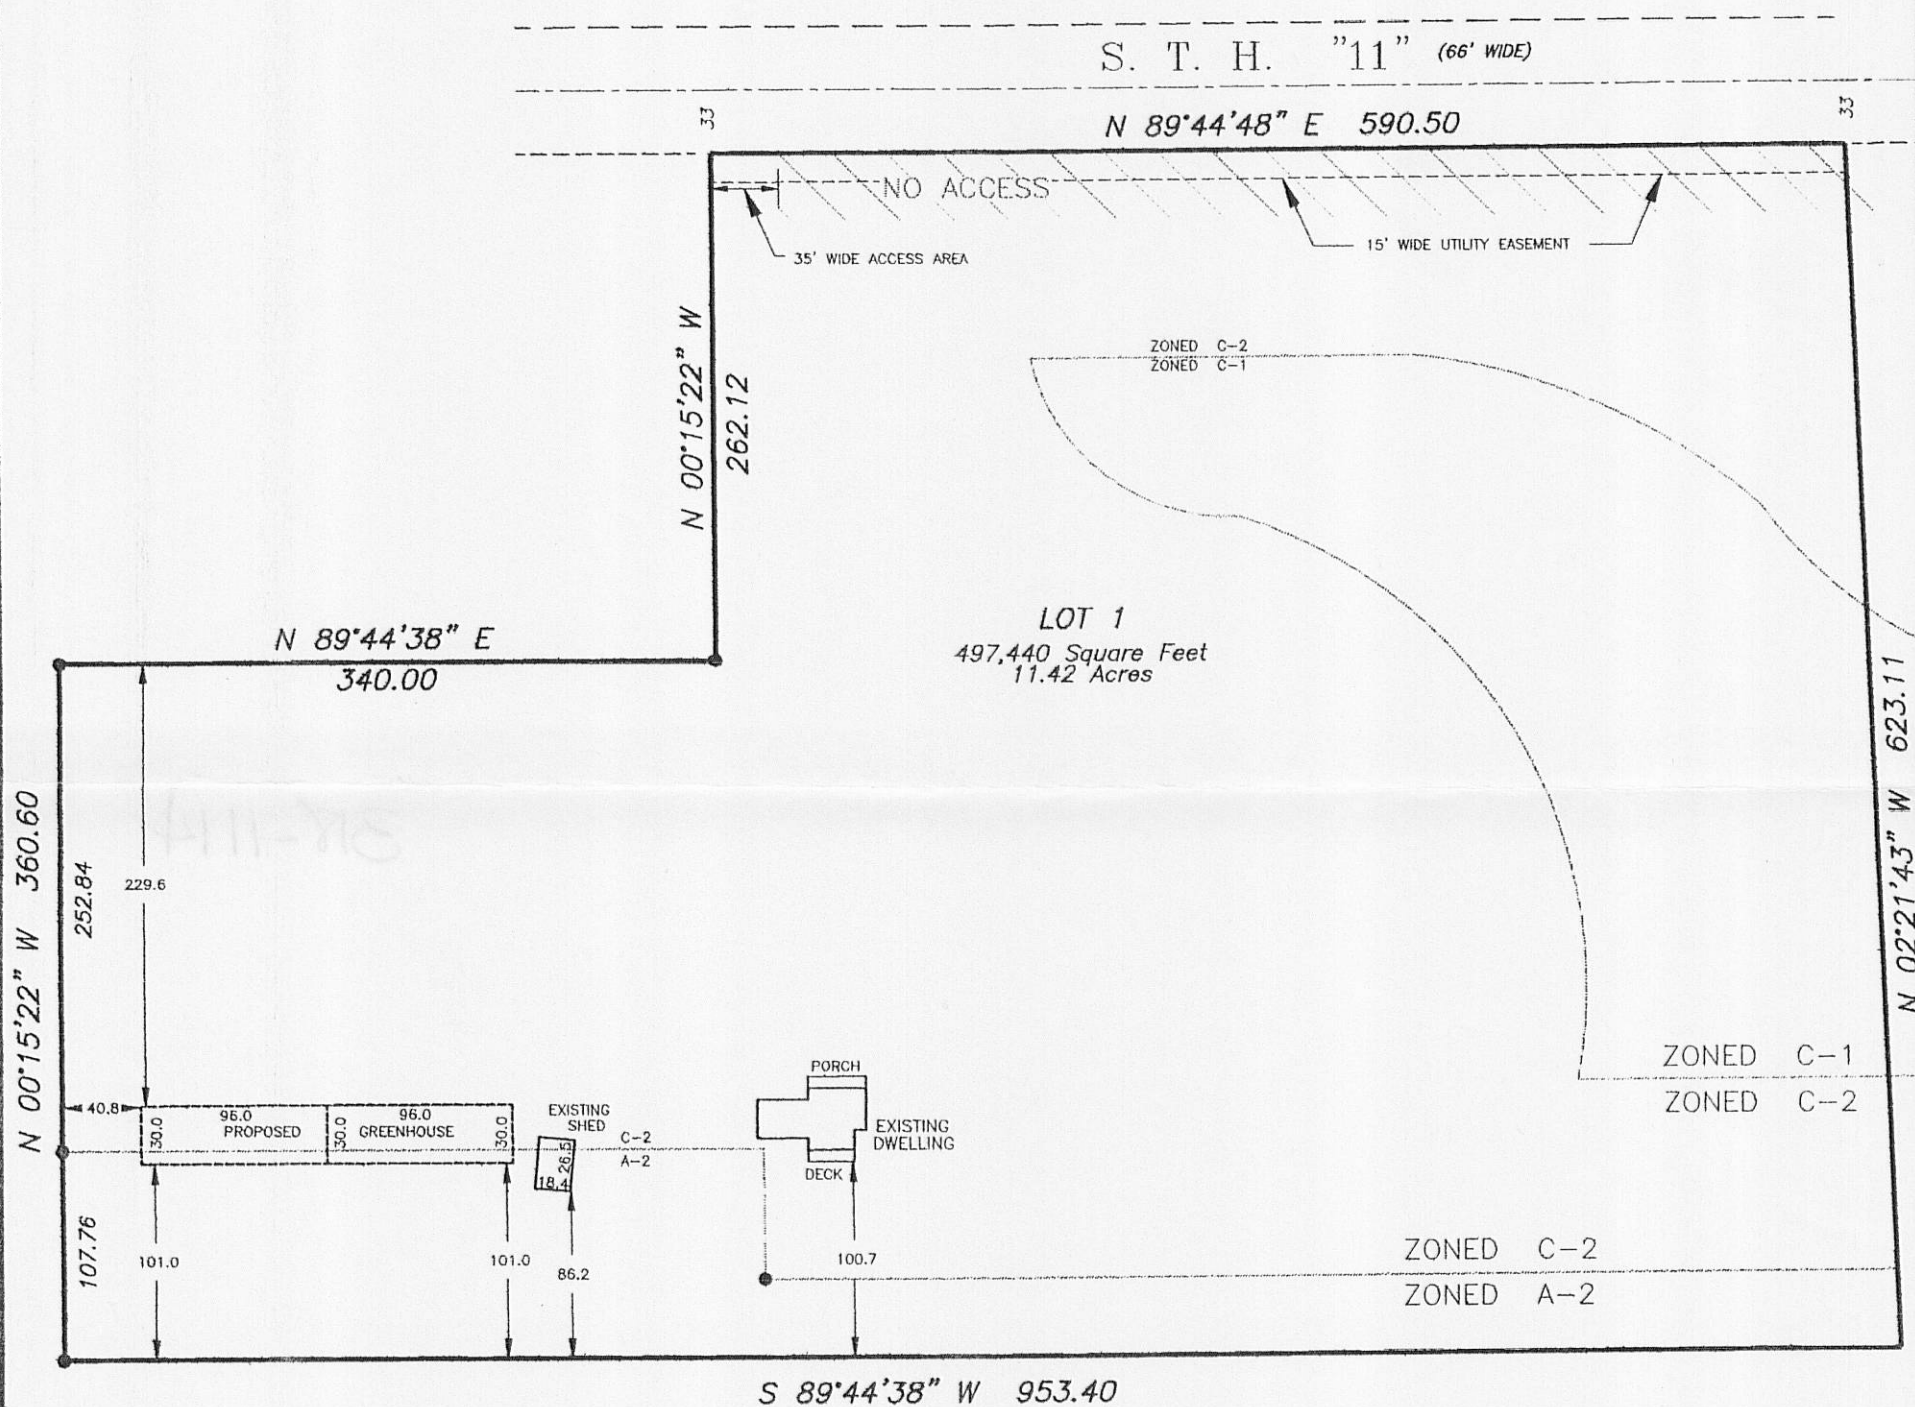 S. T. H. "11" (66' WIDE)
33
33
N 89°44'48" E 590.50
NO ACCESS
35' WIDE ACCESS AREA
15' WIDE UTILITY EASEMENT
N 00°15'22" W
262.12
ZONED C-2
ZONED C-1
LOT 1
497,440 Square Feet
11.42 Acres
N 89°44'38" E
340.00
N 02°21'43" W 623.11
N 00°15'22" W 360.60
252.84
229.6
107.76
40.8
96.0
96.0
30.0
30.0
30.0
PROPOSED GREENHOUSE
EXISTING
SHED
26.5
18.4
C-2
A-2
PORCH
EXISTING
DWELLING
DECK
ZONED C-1
ZONED C-2
101.0
101.0
86.2
100.7
ZONED C-2
ZONED A-2
S 89°44'38" W 953.40